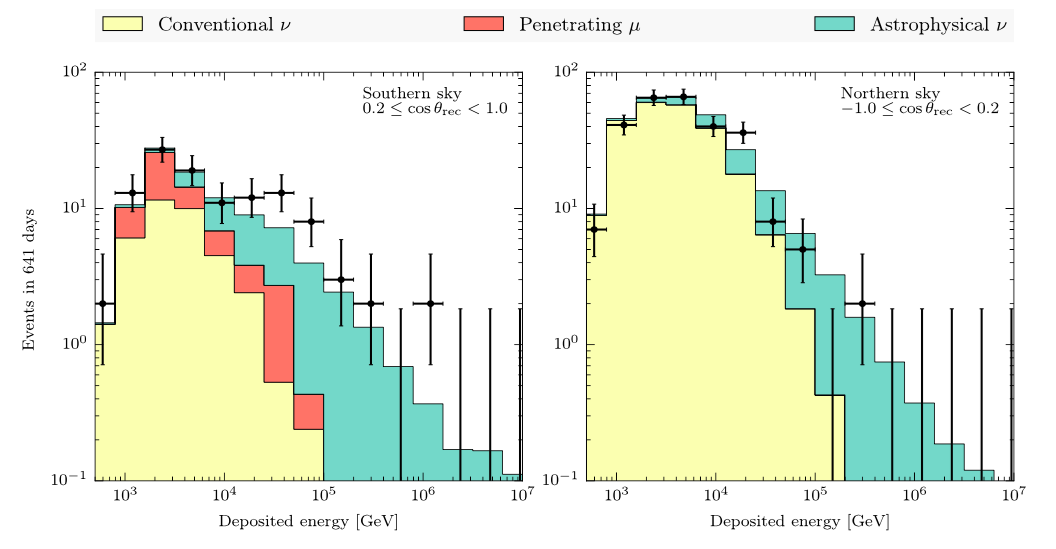 Conventional ν Penetrating μ Astrophysical ν
Southern sky
0.2 ≤ cos θrec < 1.0
10² 
10¹
10⁰
10⁻¹
10³ 10⁴ 10⁵ 10⁶ 10⁷
Events in 641 days
Deposited energy [GeV]
Northern sky
−1.0 ≤ cos θrec < 0.2
10²
10¹
10⁰
10⁻¹
10³ 10⁴ 10⁵ 10⁶ 10⁷
Deposited energy [GeV]